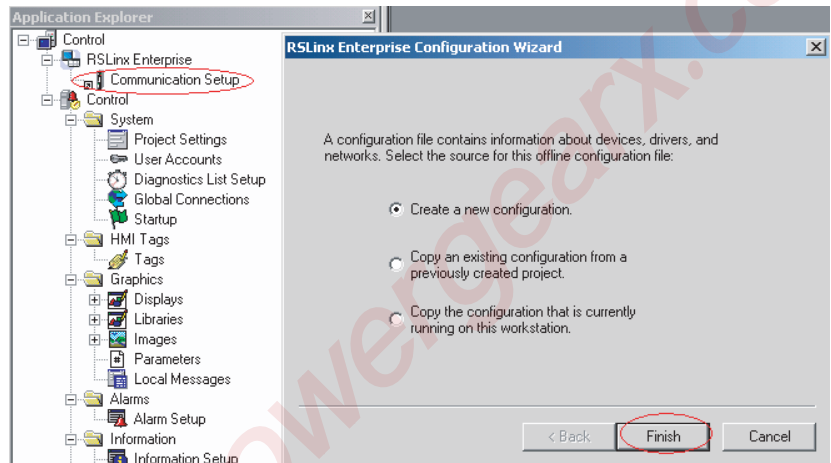 Application Explorer
Control
RSLinx Enterprise
Communication Setup
Control
System
Project Settings
User Accounts
Diagnostics List Setup
Global Connections
Startup
HMI Tags
Tags
Graphics
Displays
Libraries
Images
Parameters
Local Messages
Alarms
Alarm Setup
Information
Information Setup
RSLinx Enterprise Configuration Wizard
A configuration file contains information about devices, drivers, and
networks. Select the source for this offline configuration file:
Create a new configuration.
Copy an existing configuration from a
previously created project.
Copy the configuration that is currently
running on this workstation.
< Back
Finish
Cancel
owergearx.co